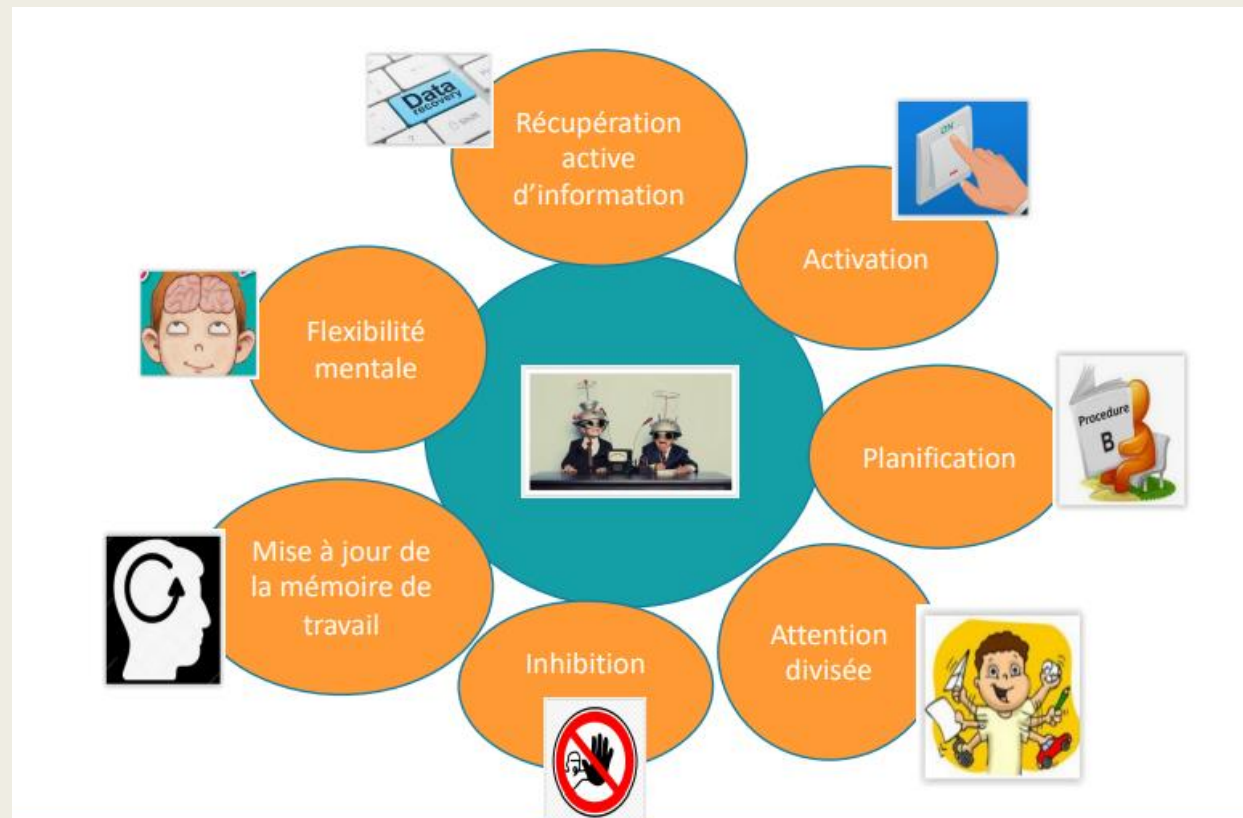 Data
recovery
Shift
Récupération
active
d’information
ON
Activation
Flexibilité
mentale
Procedure
B
Planification
Mise à jour de
la mémoire de
travail
Attention
divisée
Inhibition